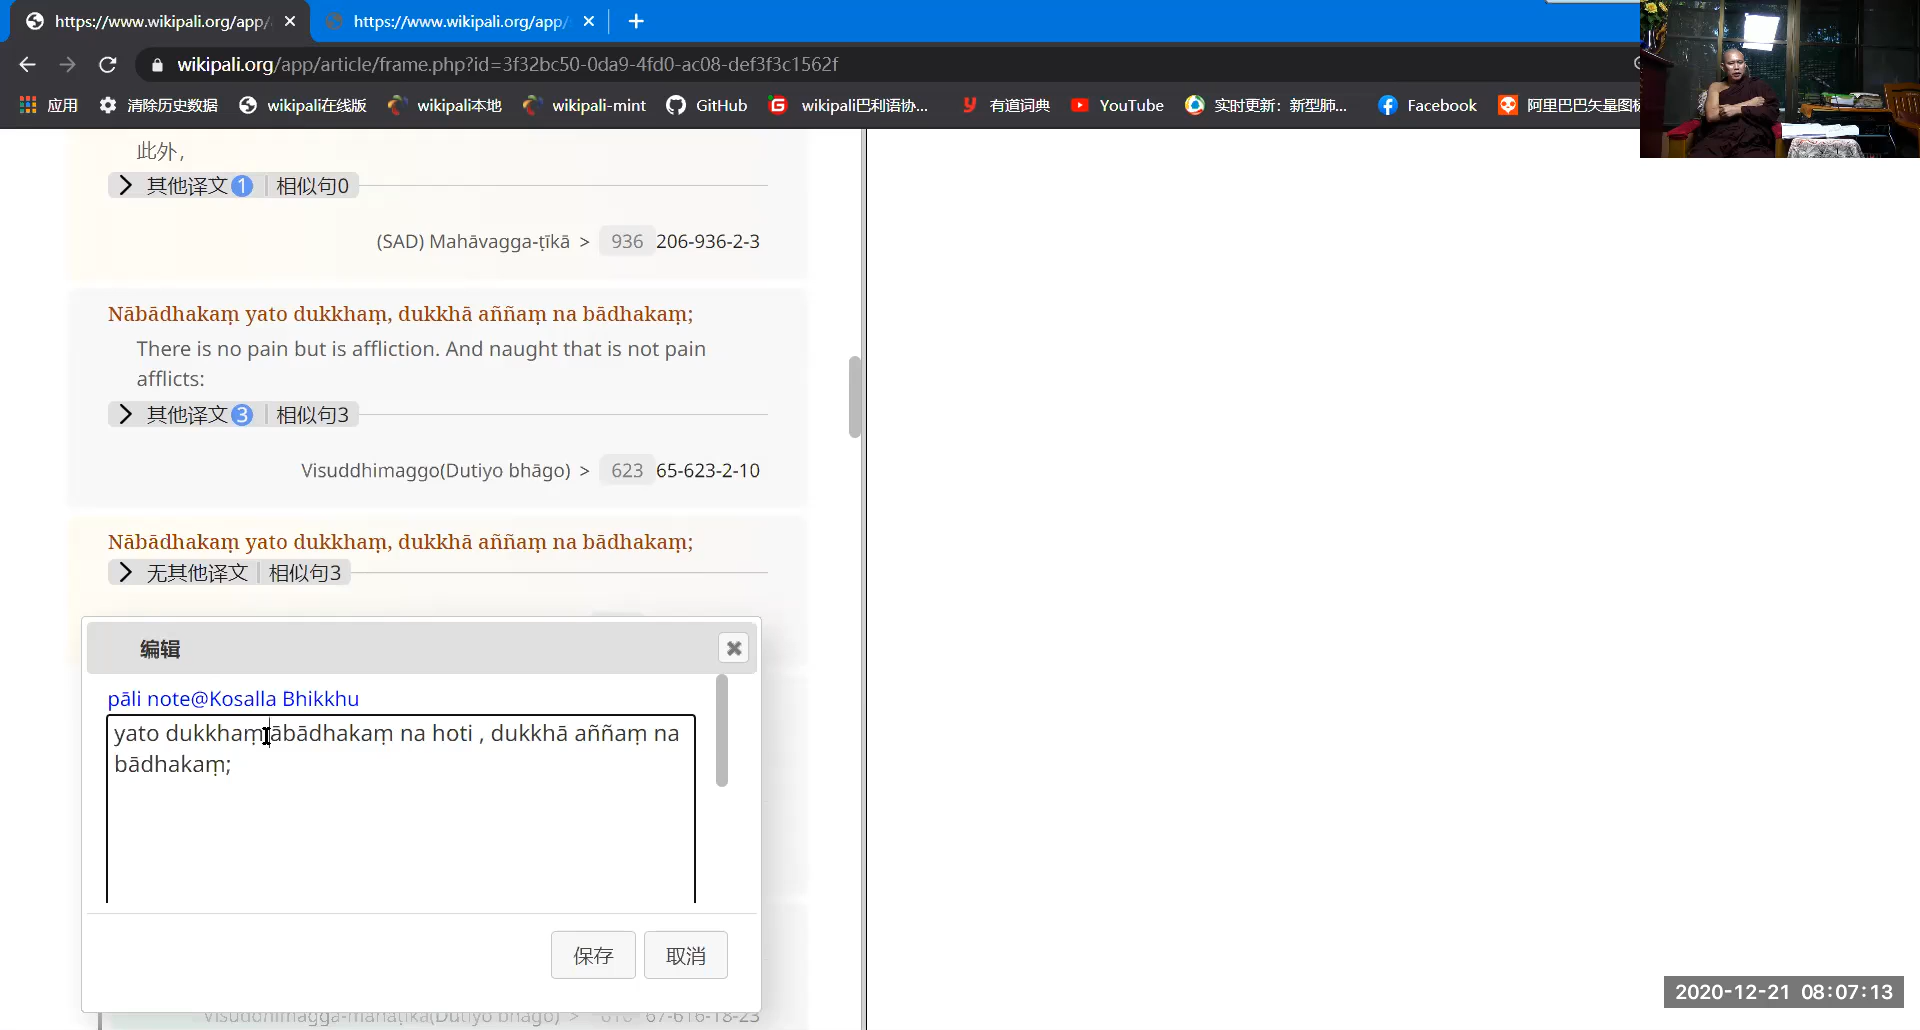 https://www.wikipali.org/app/
https://www.wikipali.org/app/
wikipali.org/app/article/frame.php?id=3f32bc50-0da9-4fd0-ac08-def3f3c1562f
应用 清除历史数据 wikipali在线版 wikipali本地 wikipali-mint GitHub wikipali巴利语协... 有道词典 YouTube 实时更新：新型肺... Facebook 阿里巴巴矢量图标
此外，
其他译文 1 相似句0
(SAD) Mahāvagga-ṭīkā > 936 206-936-2-3
Nābādhakaṃ yato dukkhaṃ, dukkhā aññaṃ na bādhakaṃ;
There is no pain but is affliction. And naught that is not pain
afflicts:
其他译文 3 相似句3
Visuddhimaggo(Dutiyo bhāgo) > 623 65-623-2-10
Nābādhakaṃ yato dukkhaṃ, dukkhā aññaṃ na bādhakaṃ;
无其他译文 相似句3
编辑
pāli note@Kosalla Bhikkhu
yato dukkhaṃ ābādhakaṃ na hoti , dukkhā aññaṃ na
bādhakaṃ;
保存 取消
Visuddhimagga-mahāṭīkā(Dutiyo bhāgo) > 616 67-616-18-23
2020-12-21 08:07:13